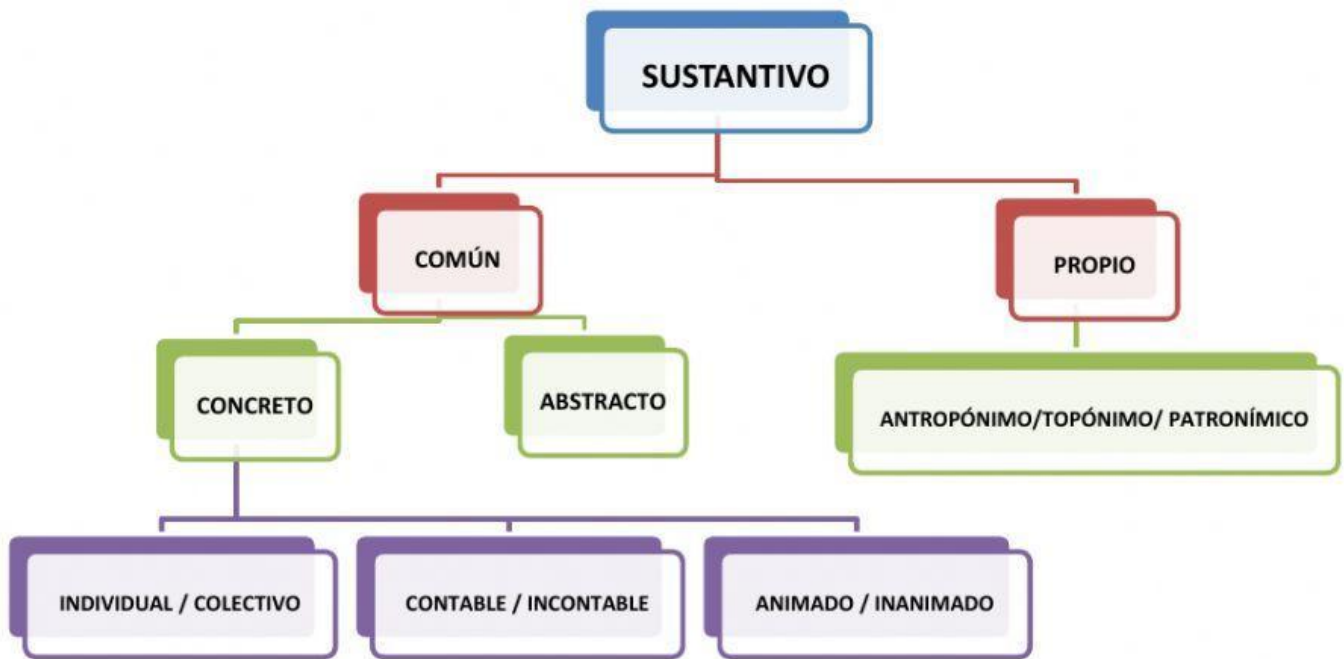 SUSTANTIVO
COMÚN
PROPIO
CONCRETO
ABSTRACTO
ANTROPÓNIMO/TOPÓNIMO/ PATRONÍMICO
INDIVIDUAL / COLECTIVO
CONTABLE / INCONTABLE
ANIMADO / INANIMADO